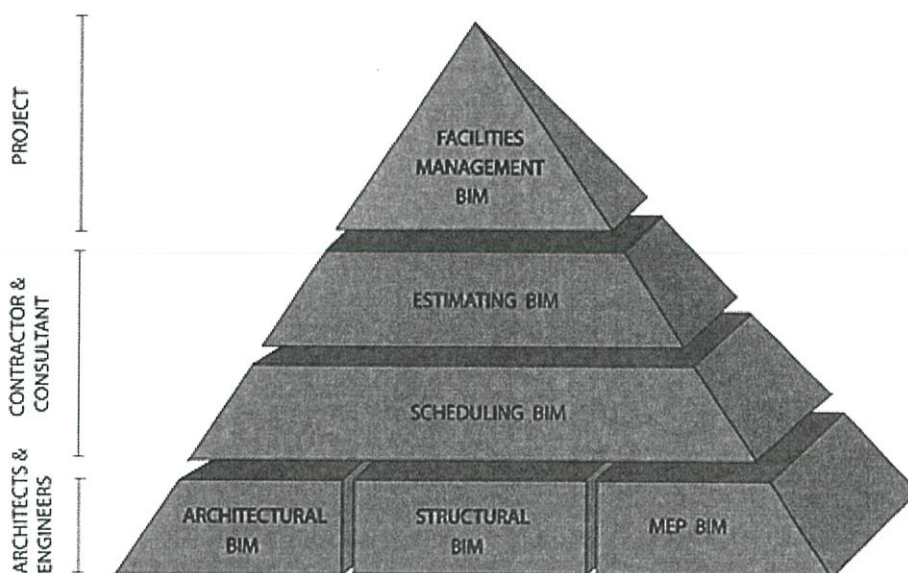 PROJECT
FACILITIES
MANAGEMENT
BIM
CONTRACTOR &
CONSULTANT
ESTIMATING BIM
SCHEDULING BIM
ARCHITECTS &
ENGINEERS
ARCHITECTURAL
BIM
STRUCTURAL
BIM
MEP BIM